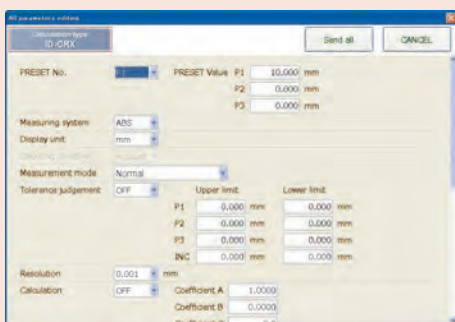 All parameters editing
Calculation type
ID-CRX
Send all
CANCEL
PRESET No.
P1
PRESET Value P1 10.000 mm
P2 0.000 mm
P3 0.000 mm
Measuring system ABS
Display unit mm
Measurement mode Normal
Tolerance judgement OFF
Upper limit Lower limit
P1 0.000 mm 0.000 mm
P2 0.000 mm 0.000 mm
P3 0.000 mm 0.000 mm
INC 0.000 mm 0.000 mm
Resolution 0.001 mm
Calculation OFF
Coefficient A 1.0000
Coefficient B 0.0000